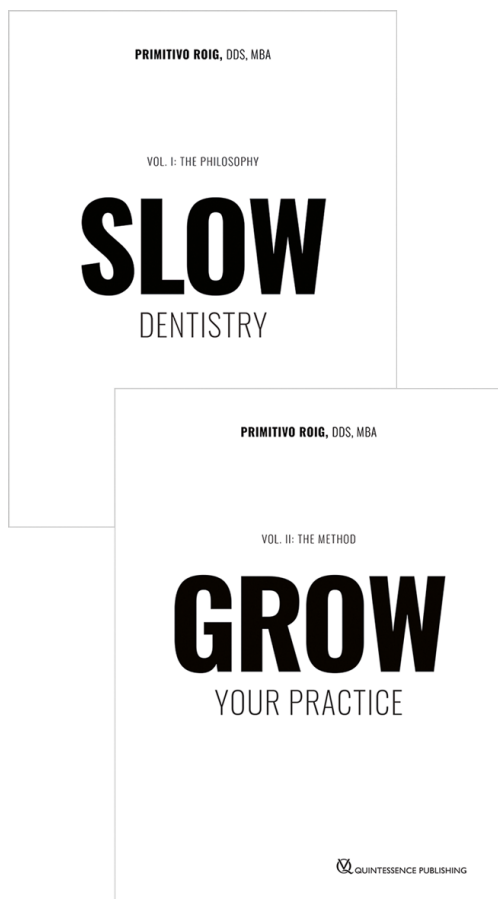 PRIMITIVO ROIG, DDS, MBA
VOL. I: THE PHILOSOPHY
SLOW
DENTISTRY
PRIMITIVO ROIG, DDS, MBA
VOL. II: THE METHOD
GROW
YOUR PRACTICE
QUINTESSENCE PUBLISHING